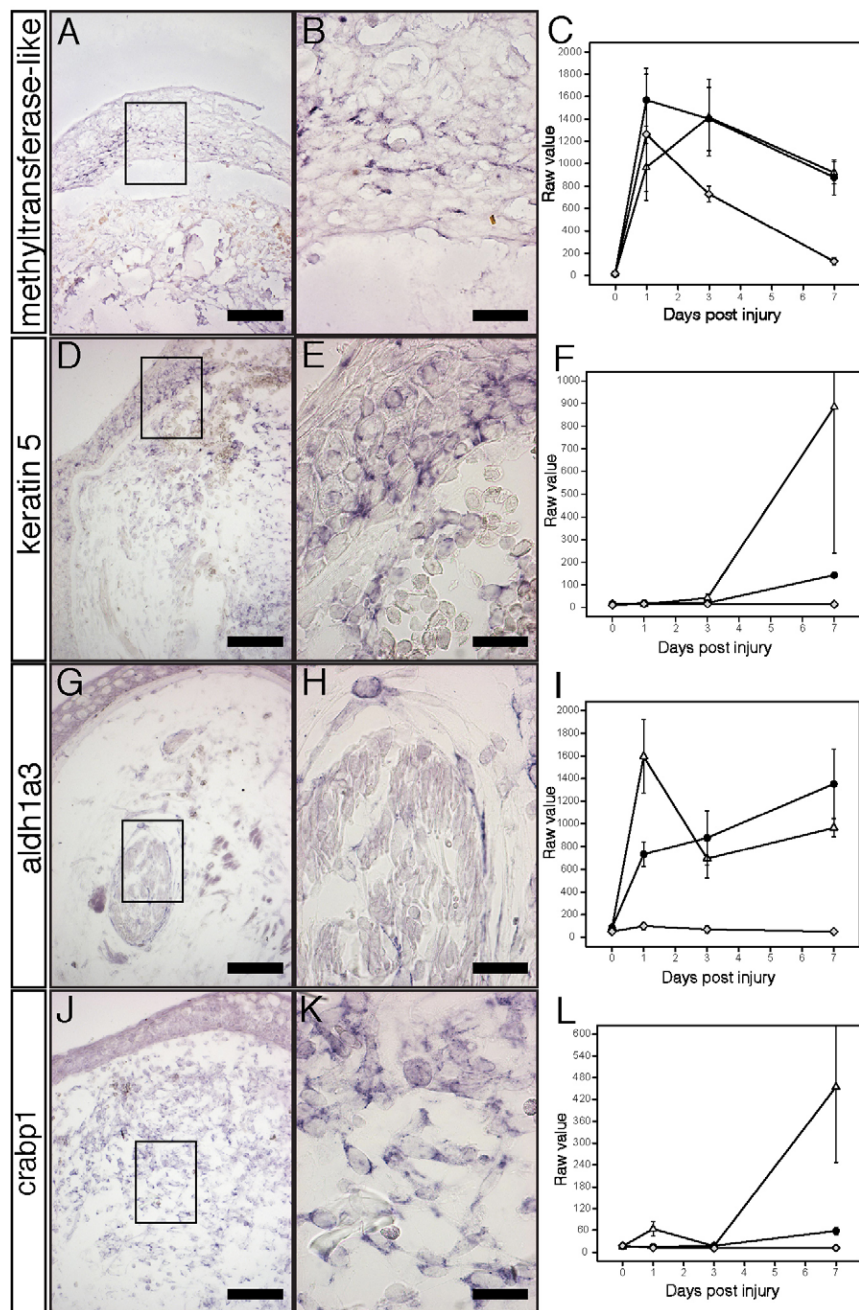 methyltransferase-like
A
B
C
2000
1800
1600
1400
1200
1000
800
600
400
200
0
Raw value
0 1 2 3 4 5 6 7
Days post injury
keratin 5
D
E
F
1000
900
800
700
600
500
400
300
200
100
0
Raw value
0 1 2 3 4 5 6 7
Days post injury
aldh1a3
G
H
I
2000
1800
1600
1400
1200
1000
800
600
400
200
0
Raw value
0 1 2 3 4 5 6 7
Days post injury
crabp1
J
K
L
600
540
480
420
360
300
240
180
120
60
0
Raw value
0 1 2 3 4 5 6 7
Days post injury